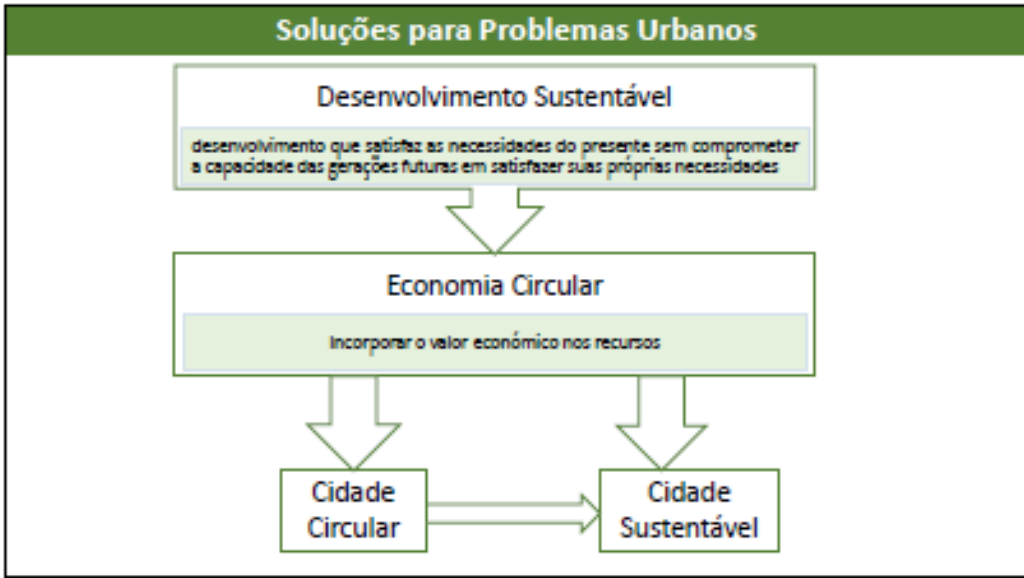 Soluções para Problemas Urbanos
Desenvolvimento Sustentável
desenvolvimento que satisfaz as necessidades do presente sem comprometer
a capacidade das gerações futuras em satisfazer suas próprias necessidades
Economia Circular
Incorporar o valor económico nos recursos
Cidade
Circular
Cidade
Sustentável